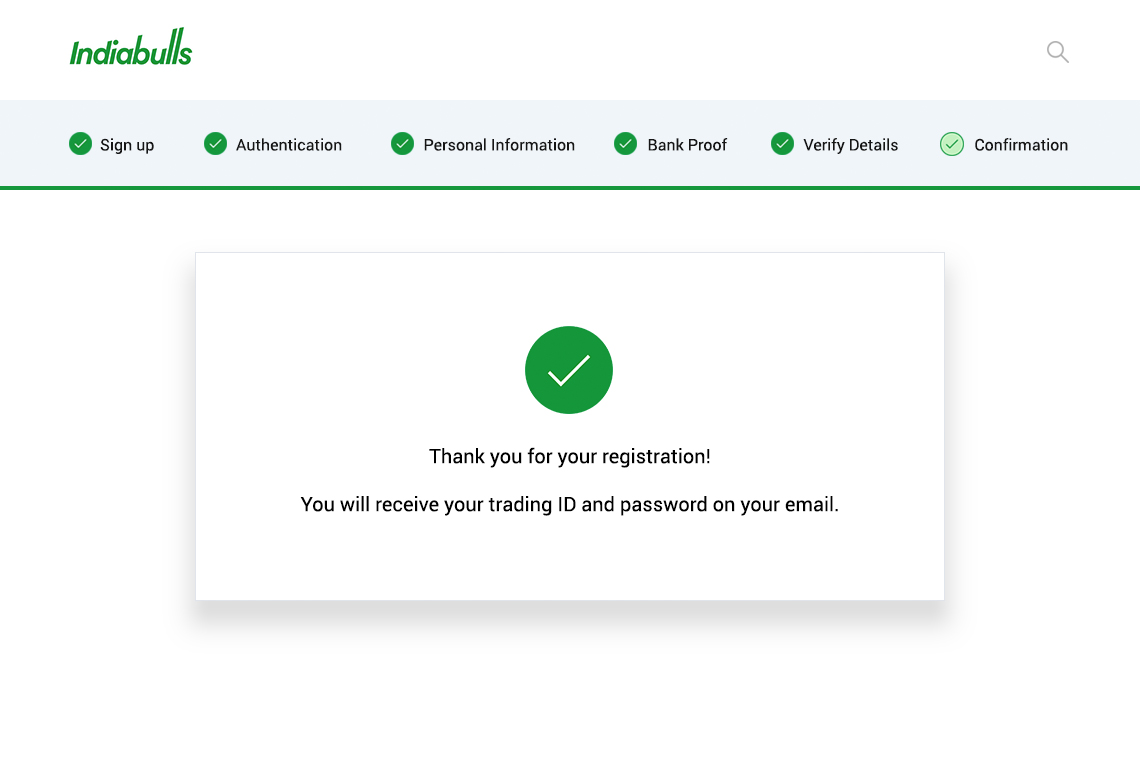 Indiabulls
Sign up Authentication Personal Information Bank Proof Verify Details Confirmation
Thank you for your registration!
You will receive your trading ID and password on your email.